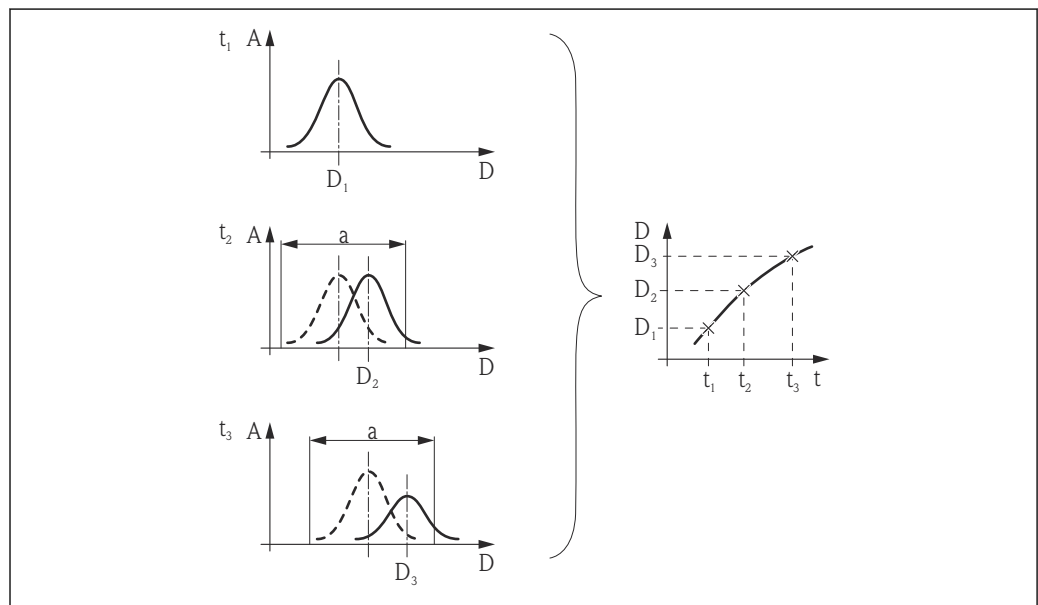 t₁ A
D
D₁
t₂ A
a
D
D₂
t₃ A
a
D
D₃
D
D₃
D₂
D₁
t₁ t₂ t₃ t